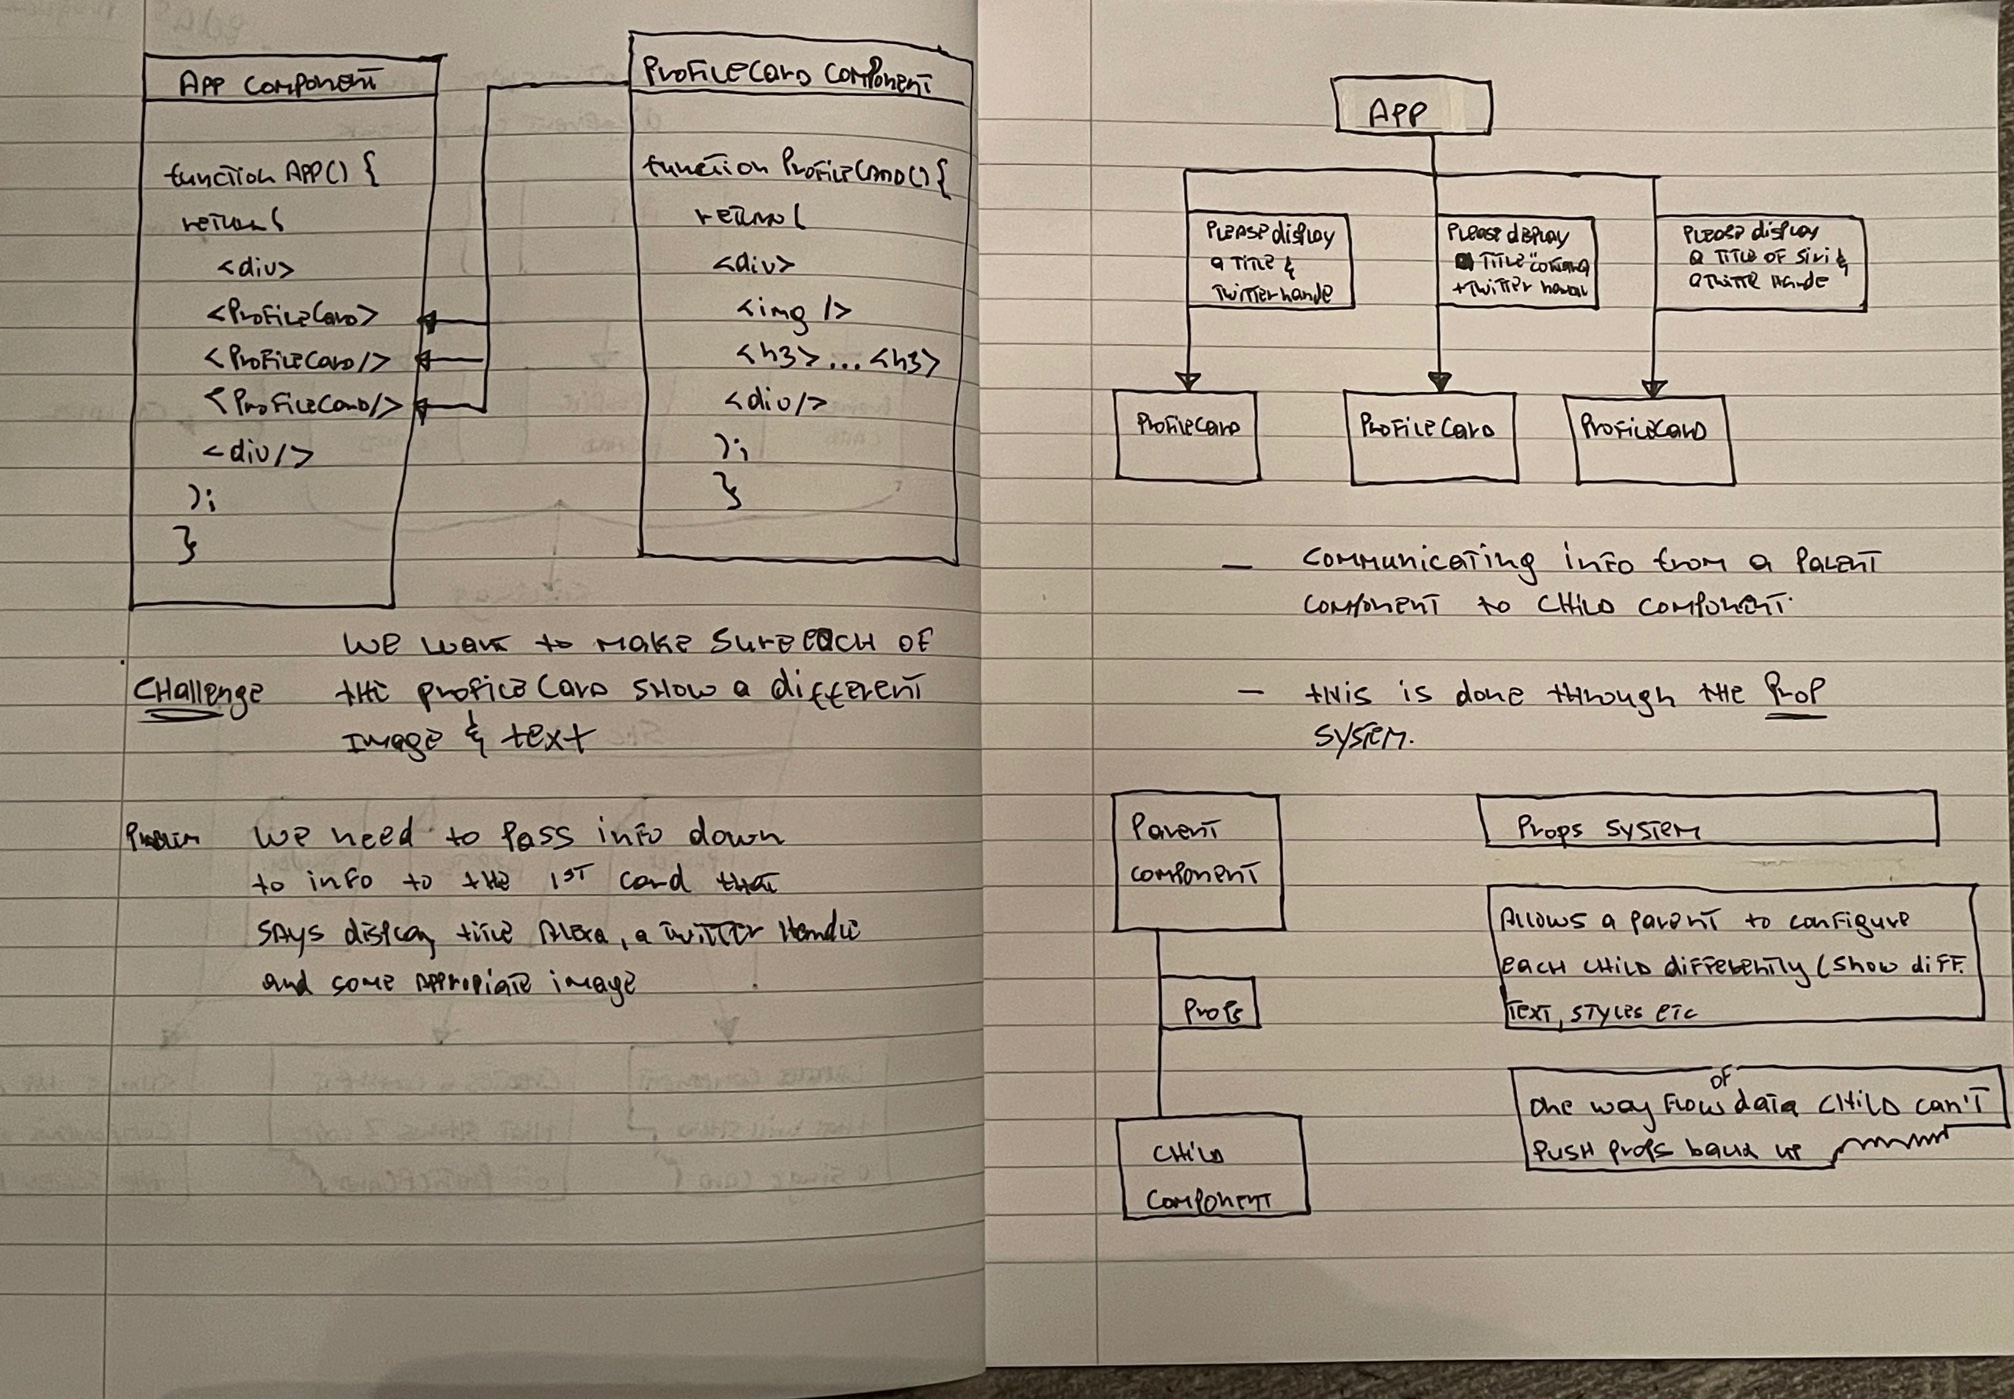 APP COMPONENT
function APP() {
return (
<div>
<ProfileCard>
<ProfileCard/>
<ProfileCard/>
<div/>
);
}
PROFILECARD COMPONENT
function ProfileCARD() {
return (
<div>
<img />
<h3>...<h3>
<div/>
);
}
WE WANT to MAKE SURE EACH OF
Challenge THE PROFILE CARD SHOW a different
IMAGE & text
Problem WE need to PASS info down
to info to THE 1ST card THAT
SAYS display title Alexa, a Twitter Handle
and some appropiate image
APP
PLEASE display
a TITLE &
Twitter hande
PLEASE display
a TITLE "Cortana
+ Twitter
PLEASE display
a TITLE OF Siri &
a Twitte Hande
ProfileCard
PROFILE CARD
PROFILECARD
— Communicating info from a Parent
component to CHILD component.
— this is done through the Prop
SYSTEM.
Parent
component
Props
CHILD
Component
Props SYSTEM
Allows a parent to configure
each CHILD differently (show diff.
Text, styles etc
of
One way flow data CHILD can't
PUSH props back up